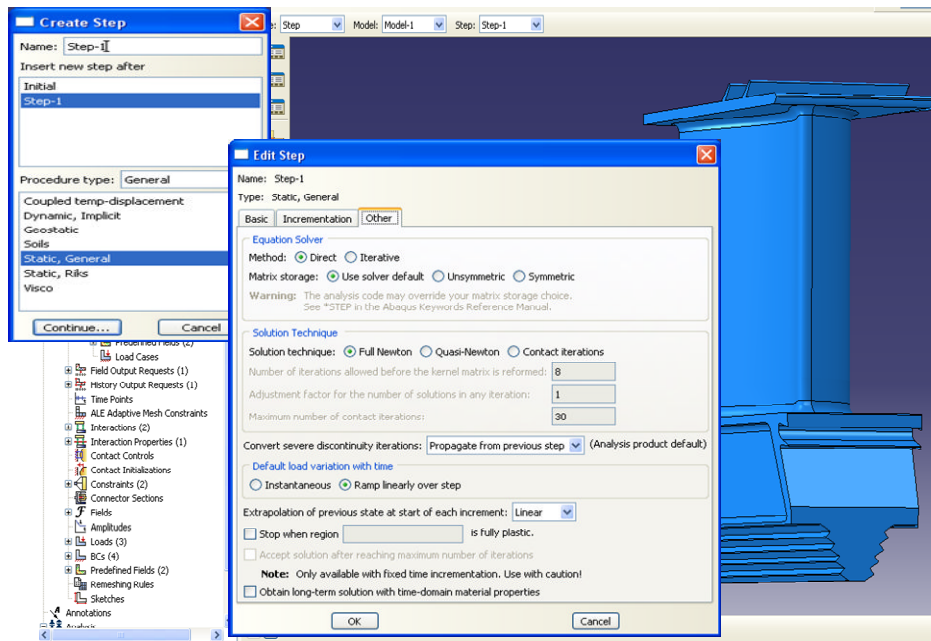 Create Step
Name: Step-1
Insert new step after
Initial
Step-1
Procedure type: General
Coupled temp-displacement
Dynamic, Implicit
Geostatic
Soils
Static, General
Static, Riks
Visco
Continue... Cancel
Step Model: Model-1 Step: Step-1
Edit Step
Name: Step-1
Type: Static, General
Basic Incrementation Other
Equation Solver
Method: Direct Iterative
Matrix storage: Use solver default Unsymmetric Symmetric
Warning: The analysis code may override your matrix storage choice.
See *STEP in the Abaqus Keywords Reference Manual.
Solution Technique
Solution technique: Full Newton Quasi-Newton Contact iterations
Number of iterations allowed before the kernel matrix is reformed: 8
Adjustment factor for the number of solutions in any iteration: 1
Maximum number of contact iterations: 30
Convert severe discontinuity iterations: Propagate from previous step (Analysis product default)
Default load variation with time
Instantaneous Ramp linearly over step
Extrapolation of previous state at start of each increment: Linear
Stop when region is fully plastic.
Accept solution after reaching maximum number of iterations
Note: Only available with fixed time incrementation. Use with caution!
Obtain long-term solution with time-domain material properties
OK Cancel
Predefined Fields (2)
Load Cases
Field Output Requests (1)
History Output Requests (1)
Time Points
ALE Adaptive Mesh Constraints
Interactions (2)
Interaction Properties (1)
Contact Controls
Contact Initializations
Constraints (2)
Connector Sections
Fields
Amplitudes
Loads (3)
BCs (4)
Predefined Fields (2)
Remeshing Rules
Sketches
Annotations
Analysis